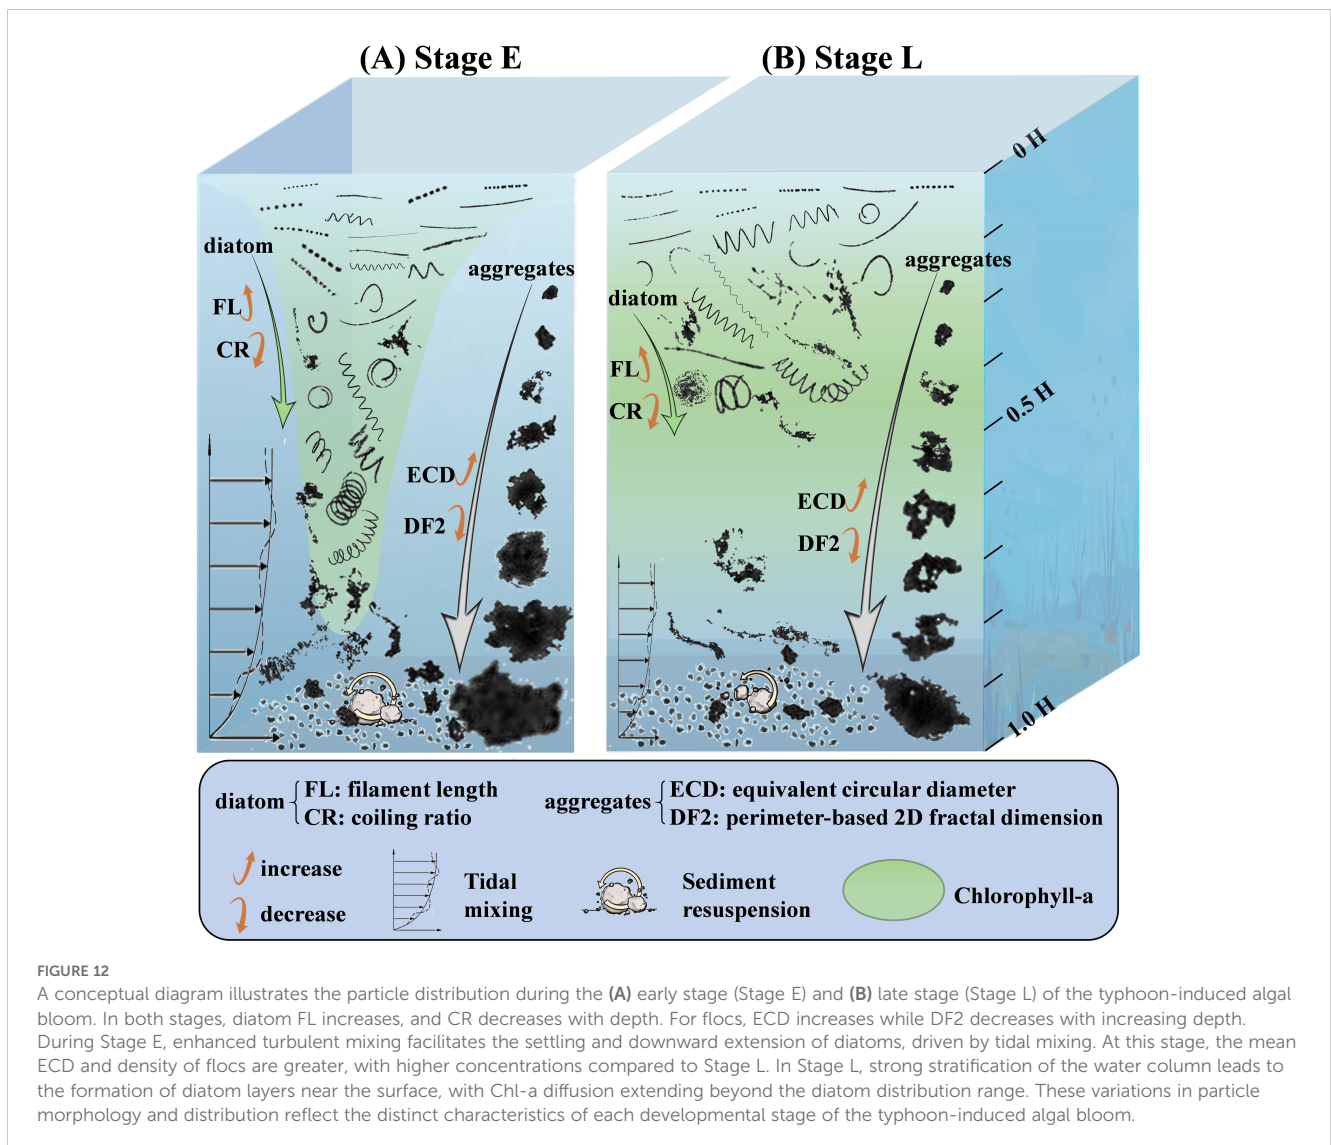 (A) Stage E
(B) Stage L
diatom
FL
CR
aggregates
ECD
DF2
diatom
FL
CR
aggregates
ECD
DF2
0 H
0.5 H
1.0 H
diatom
FL: filament length
CR: coiling ratio
aggregates
ECD: equivalent circular diameter
DF2: perimeter-based 2D fractal dimension
increase
decrease
Tidal
mixing
Sediment
resuspension
Chlorophyll-a
FIGURE 12
A conceptual diagram illustrates the particle distribution during the (A) early stage (Stage E) and (B) late stage (Stage L) of the typhoon-induced algal
bloom. In both stages, diatom FL increases, and CR decreases with depth. For flocs, ECD increases while DF2 decreases with increasing depth.
During Stage E, enhanced turbulent mixing facilitates the settling and downward extension of diatoms, driven by tidal mixing. At this stage, the mean
ECD and density of flocs are greater, with higher concentrations compared to Stage L. In Stage L, strong stratification of the water column leads to
the formation of diatom layers near the surface, with Chl-a diffusion extending beyond the diatom distribution range. These variations in particle
morphology and distribution reflect the distinct characteristics of each developmental stage of the typhoon-induced algal bloom.